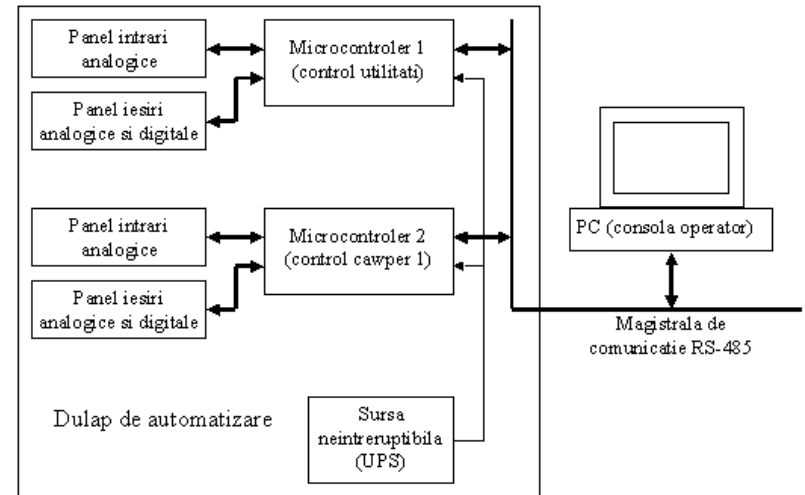 Panel intrari
analogice
Microcontroler 1
(control utilitati)
Panel iesiri
analogice si digitale
Panel intrari
analogice
Microcontroler 2
(control cawper 1)
Panel iesiri
analogice si digitale
PC (consola operator)
Magistrala de
comunicatie RS-485
Dulap de automatizare
Sursa
neintreruptibila
(UPS)